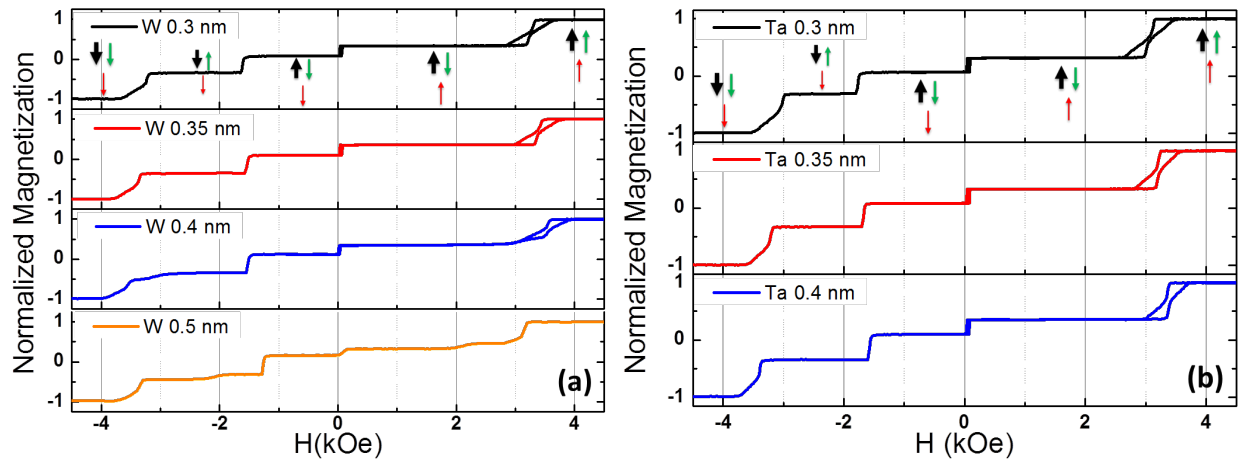 Normalized Magnetization
W 0.3 nm
1
0
-1
W 0.35 nm
1
0
-1
W 0.4 nm
1
0
-1
W 0.5 nm
1
0
-1
(a)
-4 -2 0 2 4
H(kOe)
Normalized Magnetization
Ta 0.3 nm
1
0
-1
Ta 0.35 nm
1
0
-1
Ta 0.4 nm
1
0
-1
(b)
-4 -2 0 2 4
H (kOe)